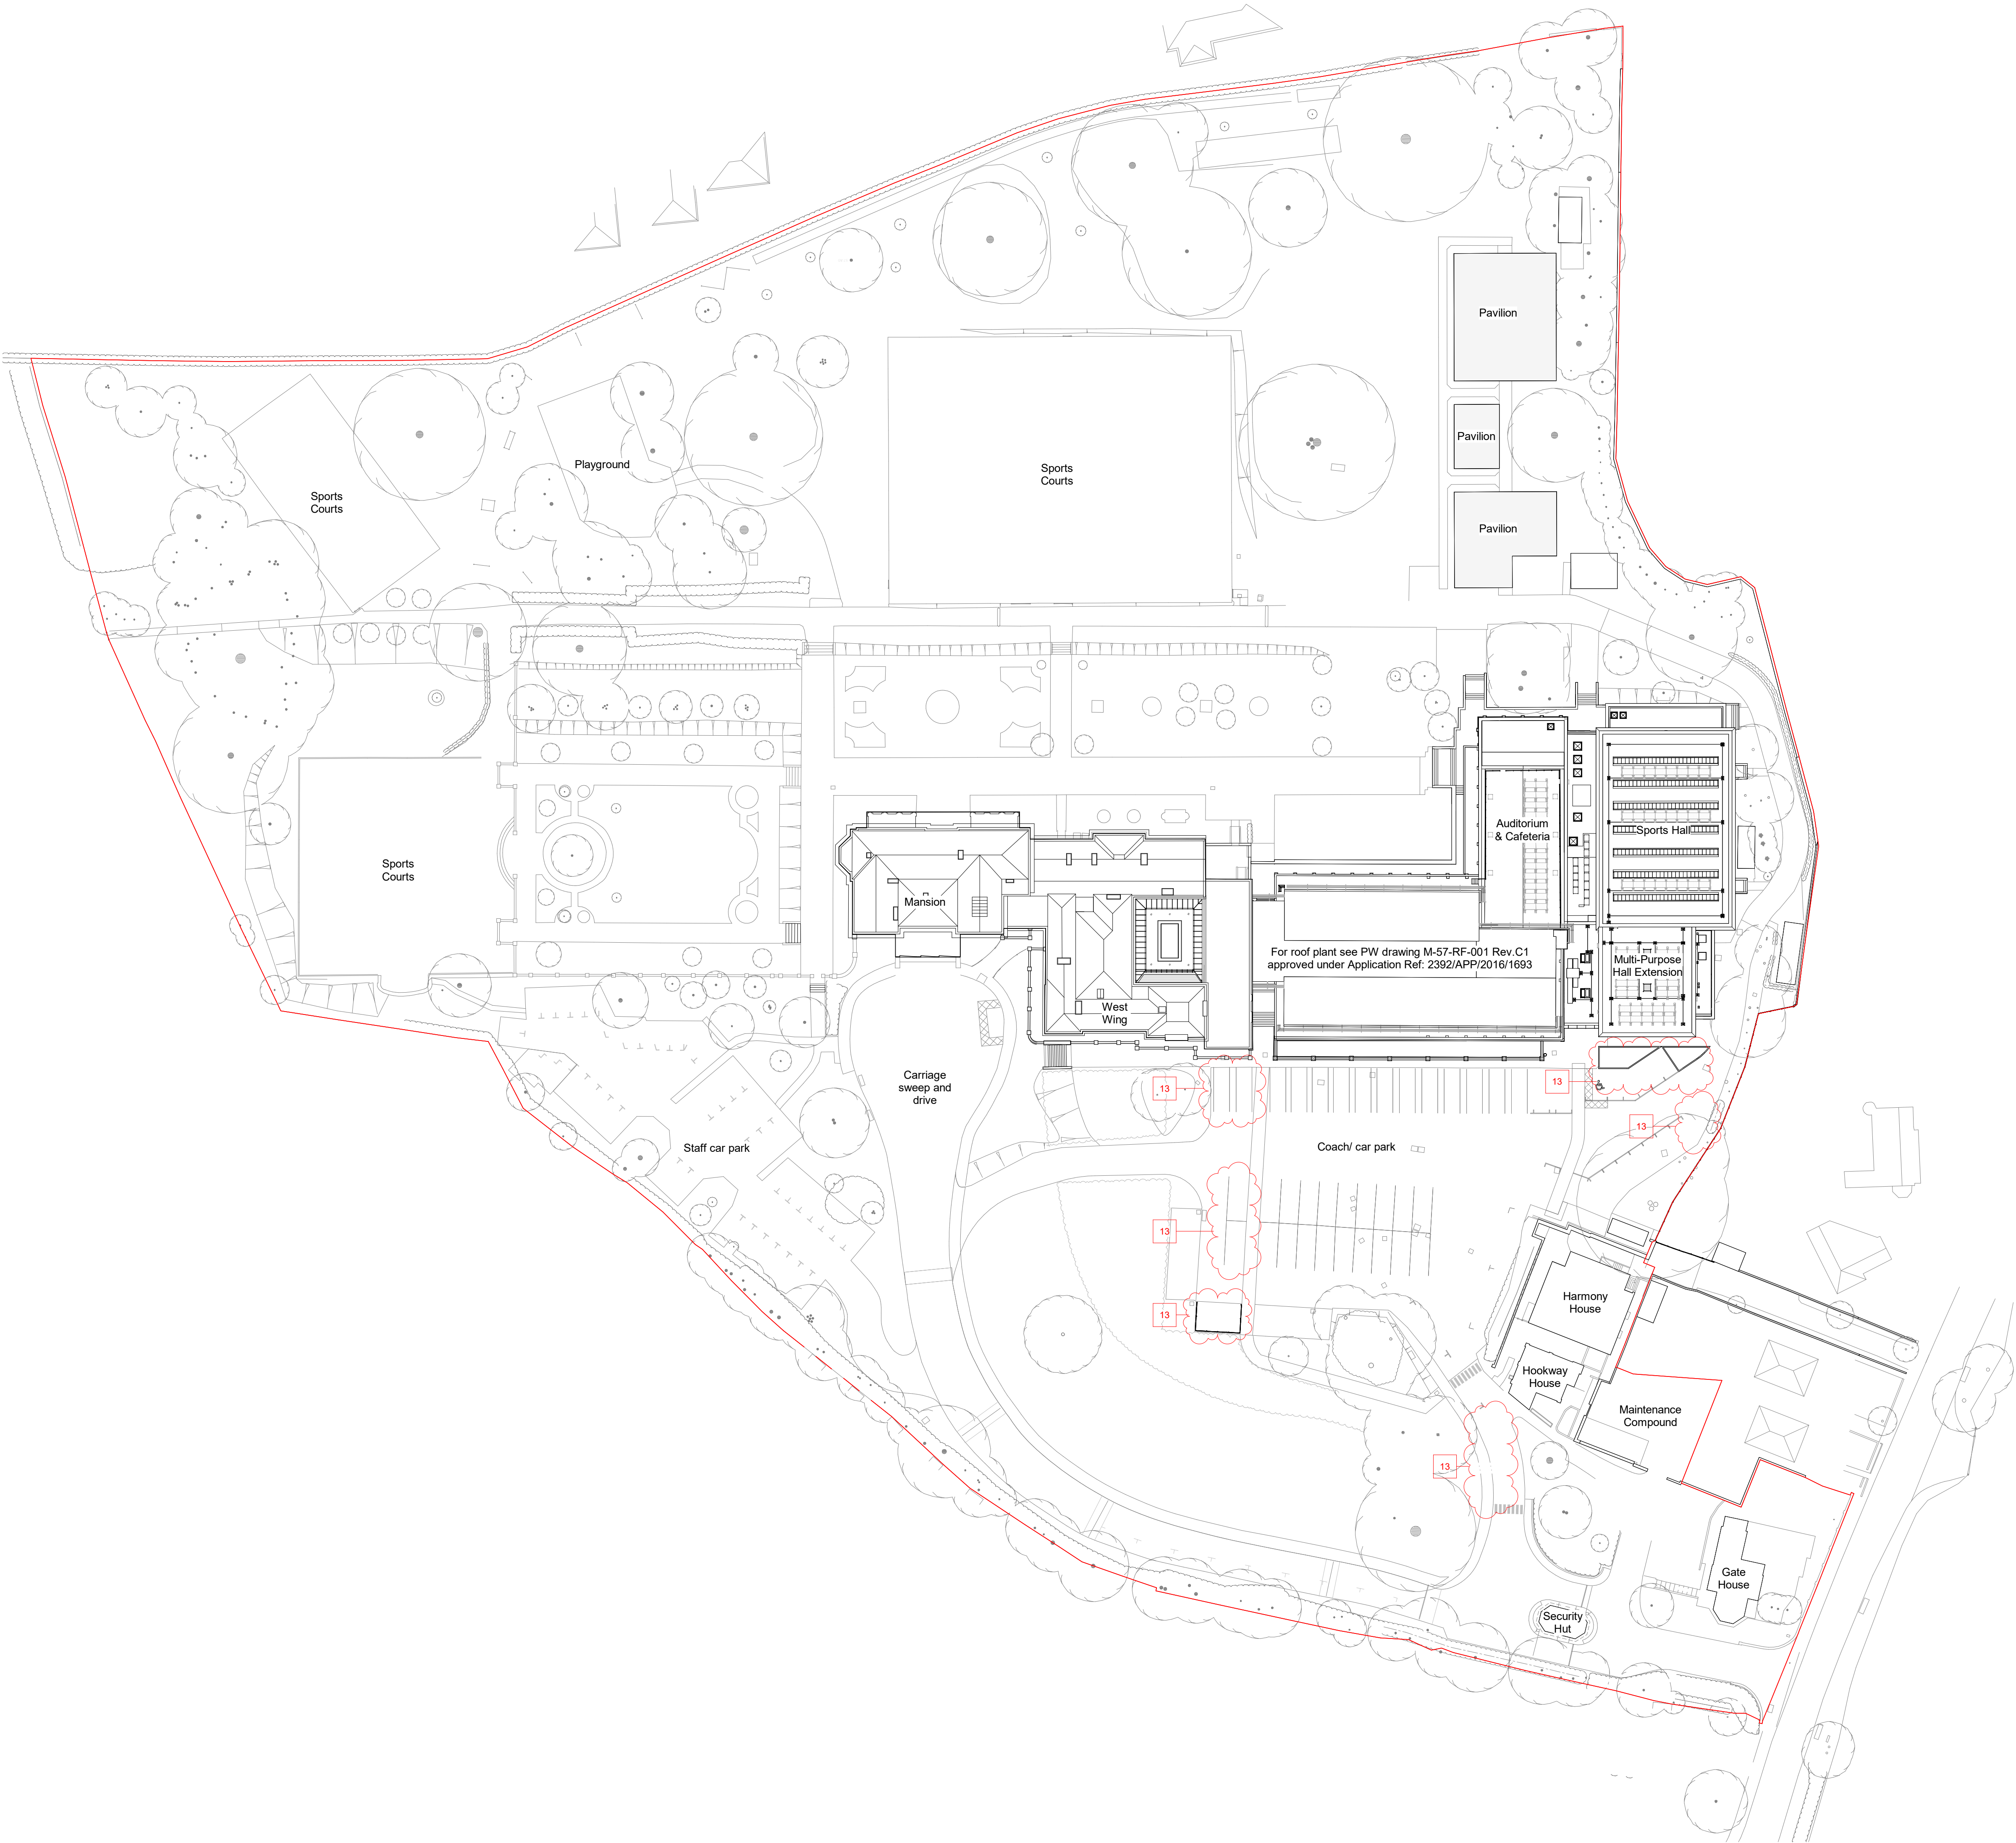 Pavilion
Pavilion
Playground
Sports
Courts
Sports
Courts
Pavilion
Auditorium
& Cafeteria
Sports Hall
Sports
Courts
Mansion
For roof plant see PW drawing M-57-RF-001 Rev.C1
approved under Application Ref: 2392/APP/2016/1693
Multi-Purpose
Hall Extension
West
Wing
Carriage
sweep and
drive
13
13
13
Staff car park
Coach/ car park
13
Harmony
House
13
Hookway
House
Maintenance
Compound
13
Gate
House
Security
Hut